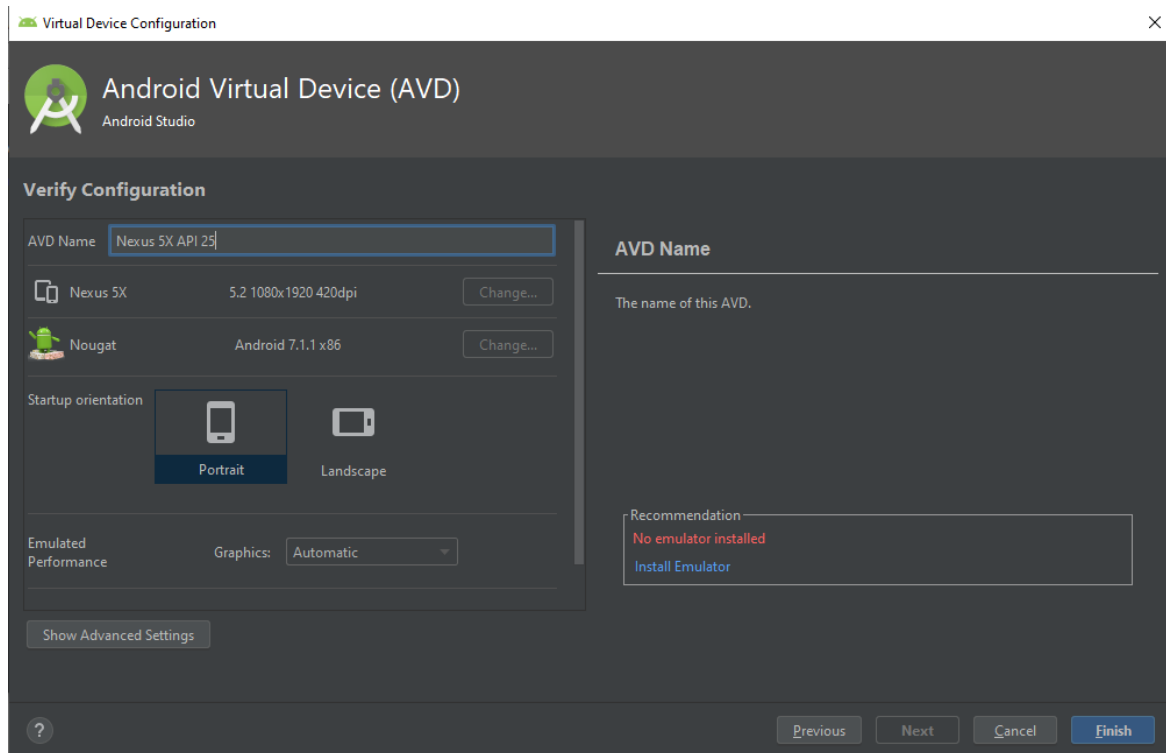 Virtual Device Configuration
Android Virtual Device (AVD)
Android Studio
Verify Configuration
AVD Name Nexus 5X API 25
Nexus 5X 5.2 1080x1920 420dpi Change...
Nougat Android 7.1.1 x86 Change...
Startup orientation
Portrait Landscape
Emulated
Performance
Graphics: Automatic
Show Advanced Settings
AVD Name
The name of this AVD.
Recommendation
No emulator installed
Install Emulator
? Previous Next Cancel Finish